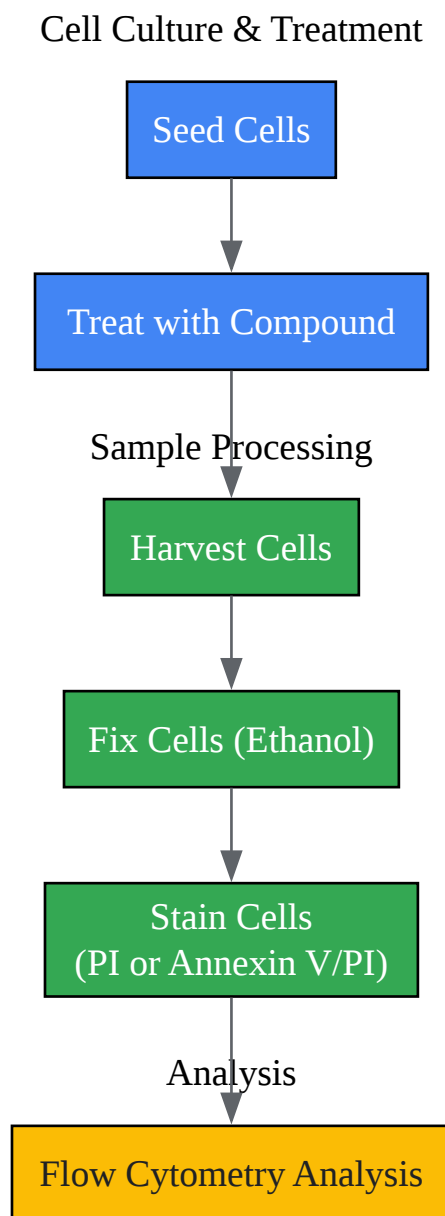 Cell Culture & Treatment
Seed Cells
Treat with Compound
Sample Processing
Harvest Cells
Fix Cells (Ethanol)
Stain Cells
(PI or Annexin V/PI)
Analysis
Flow Cytometry Analysis